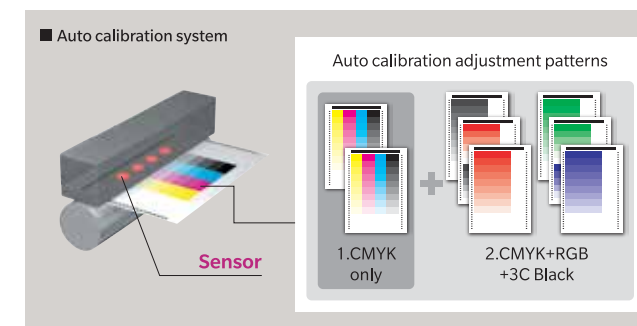 ■ Auto calibration system
Auto calibration adjustment patterns
Sensor
1.CMYK
only
2.CMYK+RGB
+3C Black